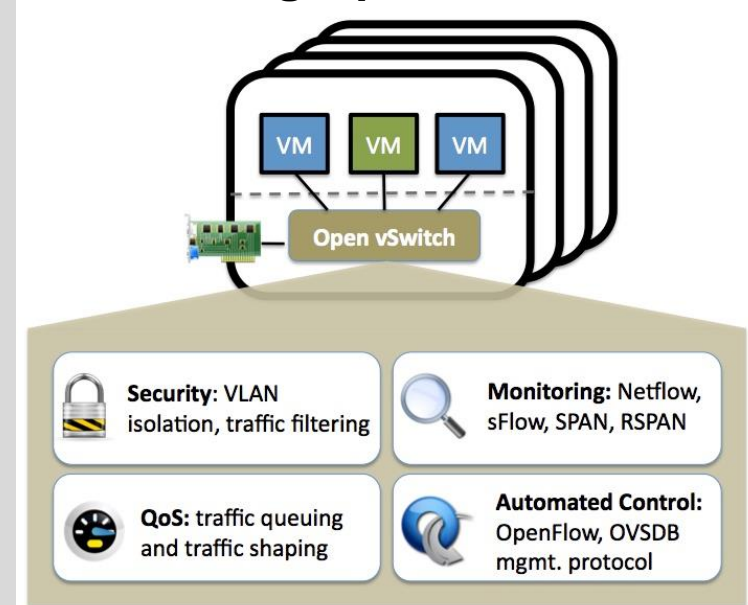 VM
VM
VM
Open vSwitch
Security: VLAN
isolation, traffic filtering
Monitoring: Netflow,
sFlow, SPAN, RSPAN
QoS: traffic queuing
and traffic shaping
Automated Control:
OpenFlow, OVSDB
mgmt. protocol